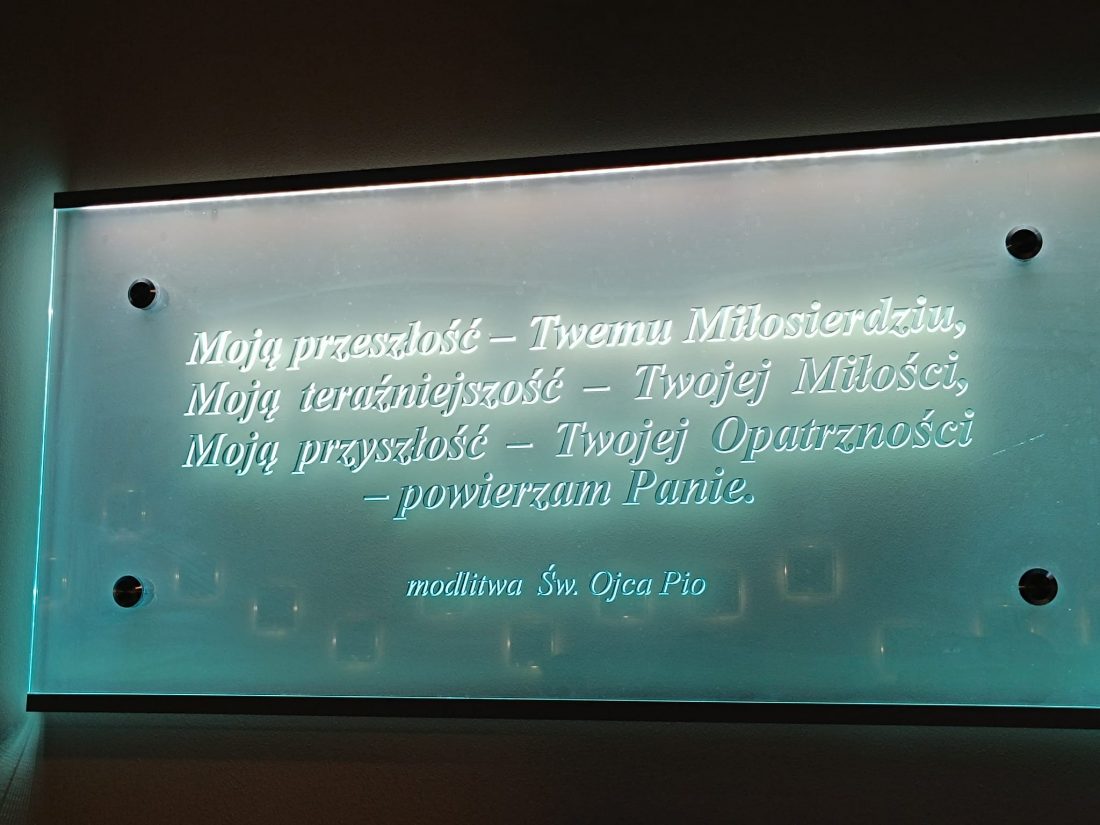 Moją przeszłość – Twemu Miłosierdziu,
Moją teraźniejszość – Twojej Miłości,
Moją przyszłość – Twojej Opatrzności
– powierzam Panie.
modlitwa Św. Ojca Pio